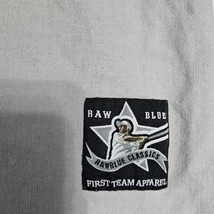 RAW BLUE
RAWBLUE CLASSICS
FIRST TEAM APPAREL